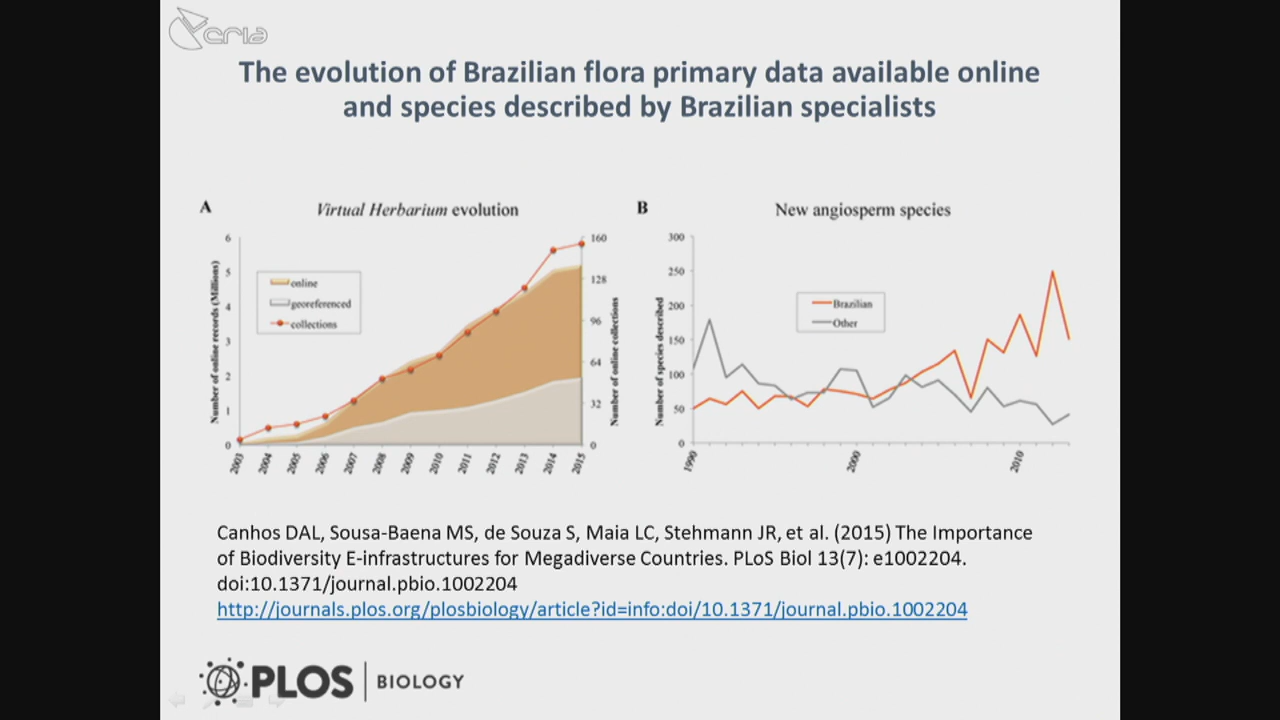 cria
The evolution of Brazilian flora primary data available online
and species described by Brazilian specialists
A
Virtual Herbarium evolution
Number of online records (Millions)
6
5
4
3
2
1
0
online
georeferenced
collections
160
128
96
64
32
0
Number of online collections
2003
2004
2005
2006
2007
2008
2009
2010
2011
2012
2013
2014
2015
B
New angiosperm species
Number of species described
300
250
200
150
100
50
0
Brazilian
Other
1990
2000
2010
Canhos DAL, Sousa-Baena MS, de Souza S, Maia LC, Stehmann JR, et al. (2015) The Importance
of Biodiversity E-infrastructures for Megadiverse Countries. PLoS Biol 13(7): e1002204.
doi:10.1371/journal.pbio.1002204
http://journals.plos.org/plosbiology/article?id=info:doi/10.1371/journal.pbio.1002204
PLOS BIOLOGY